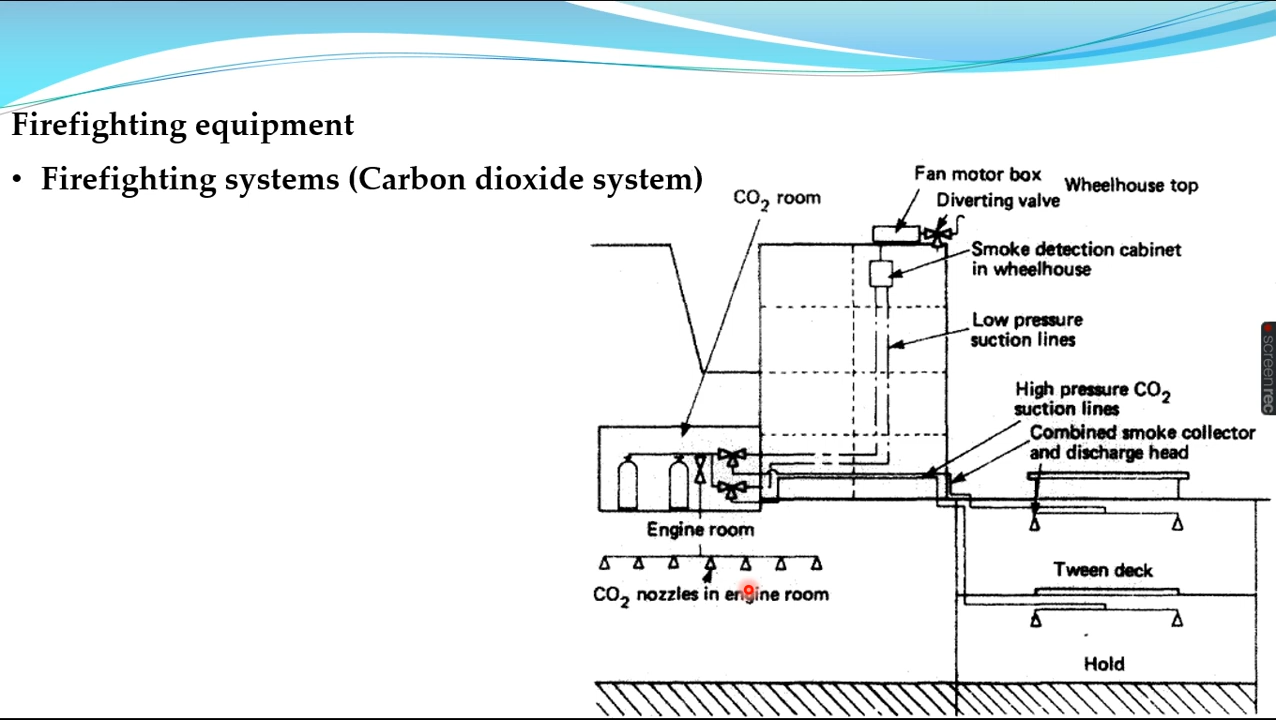 Firefighting equipment
• Firefighting systems (Carbon dioxide system)
Fan motor box
Wheelhouse top
CO₂ room
Diverting valve
Smoke detection cabinet
in wheelhouse
Low pressure
suction lines
High pressure CO₂
suction lines
Combined smoke collector
and discharge head
Engine room
Tween deck
CO₂ nozzles in engine room
Hold
screenrec